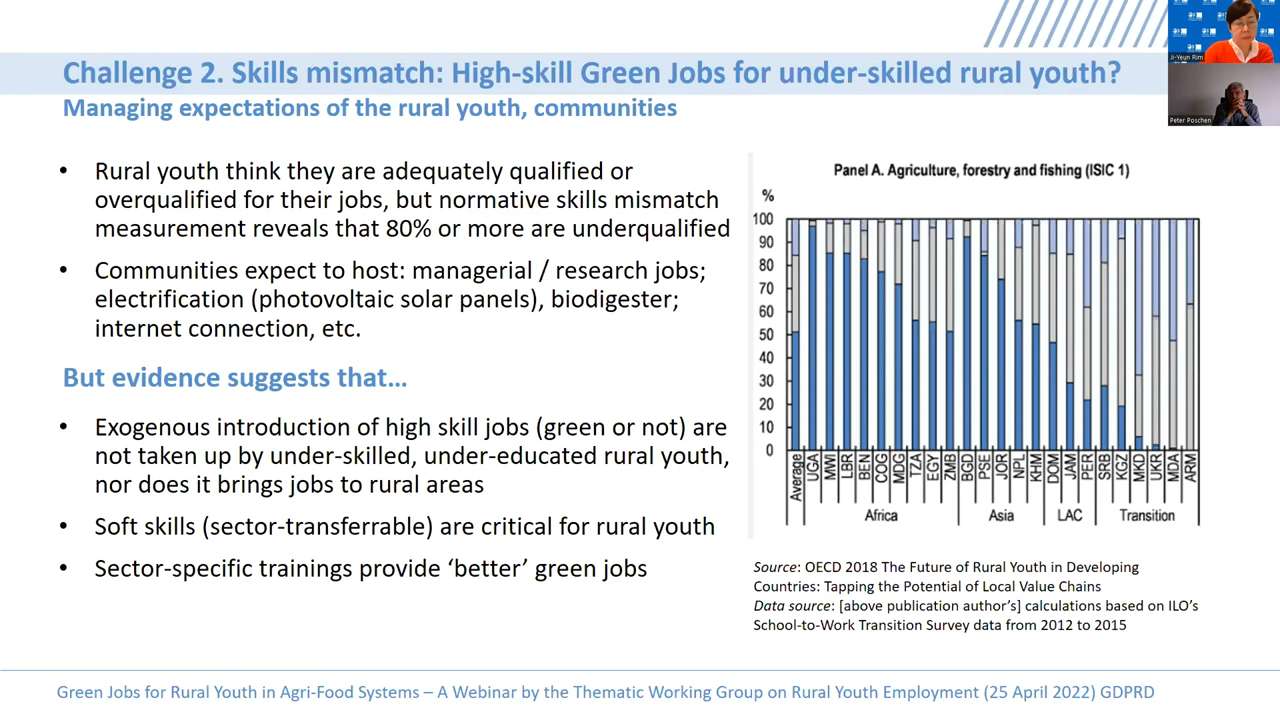 Challenge 2. Skills mismatch: High-skill Green Jobs for under-skilled rural youth?
Managing expectations of the rural youth, communities
• Rural youth think they are adequately qualified or
overqualified for their jobs, but normative skills mismatch
measurement reveals that 80% or more are underqualified
• Communities expect to host: managerial / research jobs;
electrification (photovoltaic solar panels), biodigester;
internet connection, etc.
But evidence suggests that…
• Exogenous introduction of high skill jobs (green or not) are
not taken up by under-skilled, under-educated rural youth,
nor does it brings jobs to rural areas
• Soft skills (sector-transferrable) are critical for rural youth
• Sector-specific trainings provide ‘better’ green jobs
Panel A. Agriculture, forestry and fishing (ISIC 1)
%
100
90
80
70
60
50
40
30
20
10
0
Average UGA MWI LBR BEN COG MDG TZA EGY ZMB BGD PSE JOR NPL KHM DOM JAM PER SRB KGZ MKD UKR MDA ARM
Africa Asia LAC Transition
Source: OECD 2018 The Future of Rural Youth in Developing
Countries: Tapping the Potential of Local Value Chains
Data source: [above publication author’s] calculations based on ILO’s
School-to-Work Transition Survey data from 2012 to 2015
Ji-Yeun Rim
Peter Poschen
Green Jobs for Rural Youth in Agri-Food Systems – A Webinar by the Thematic Working Group on Rural Youth Employment (25 April 2022) GDPRD